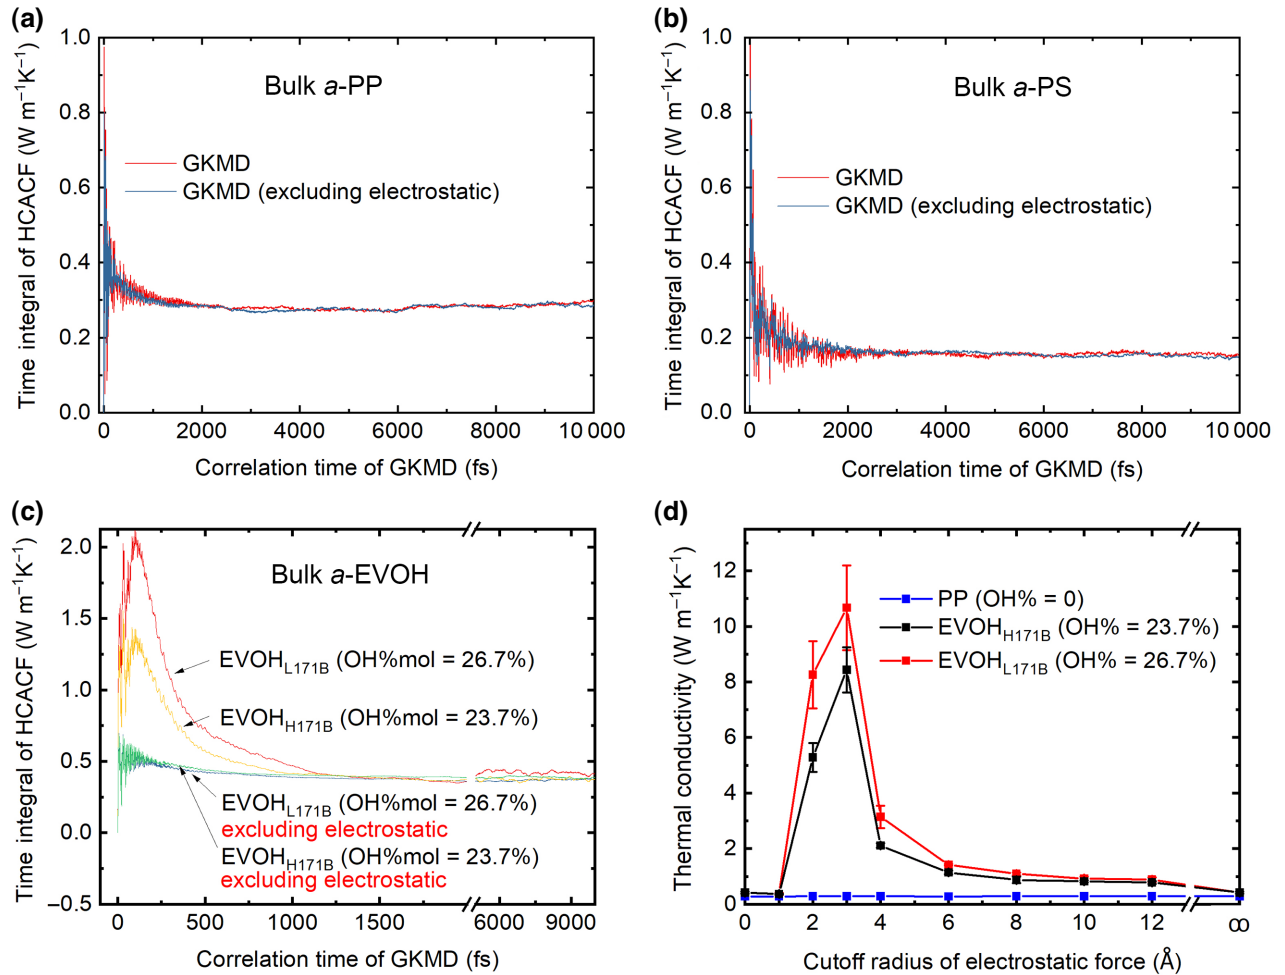 (a)
Time integral of HCACF (W m⁻¹K⁻¹)
1.0
0.8
0.6
0.4
0.2
0.0
Bulk a-PP
GKMD
GKMD (excluding electrostatic)
0 2000 4000 6000 8000 10 000
Correlation time of GKMD (fs)
(b)
Time integral of HCACF (W m⁻¹K⁻¹)
1.0
0.8
0.6
0.4
0.2
0.0
Bulk a-PS
GKMD
GKMD (excluding electrostatic)
0 2000 4000 6000 8000 10 000
Correlation time of GKMD (fs)
(c)
Time integral of HCACF (W m⁻¹K⁻¹)
2.0
1.5
1.0
0.5
0.0
−0.5
Bulk a-EVOH
EVOH_L171B (OH%mol = 26.7%)
EVOH_H171B (OH%mol = 23.7%)
EVOH_L171B (OH%mol = 26.7%)
excluding electrostatic
EVOH_H171B (OH%mol = 23.7%)
excluding electrostatic
0 500 1000 1500 6000 9000
Correlation time of GKMD (fs)
(d)
Thermal conductivity (W m⁻¹K⁻¹)
12
10
8
6
4
2
0
PP (OH% = 0)
EVOH_H171B (OH% = 23.7%)
EVOH_L171B (OH% = 26.7%)
0 2 4 6 8 10 12 ∞
Cutoff radius of electrostatic force (Å)